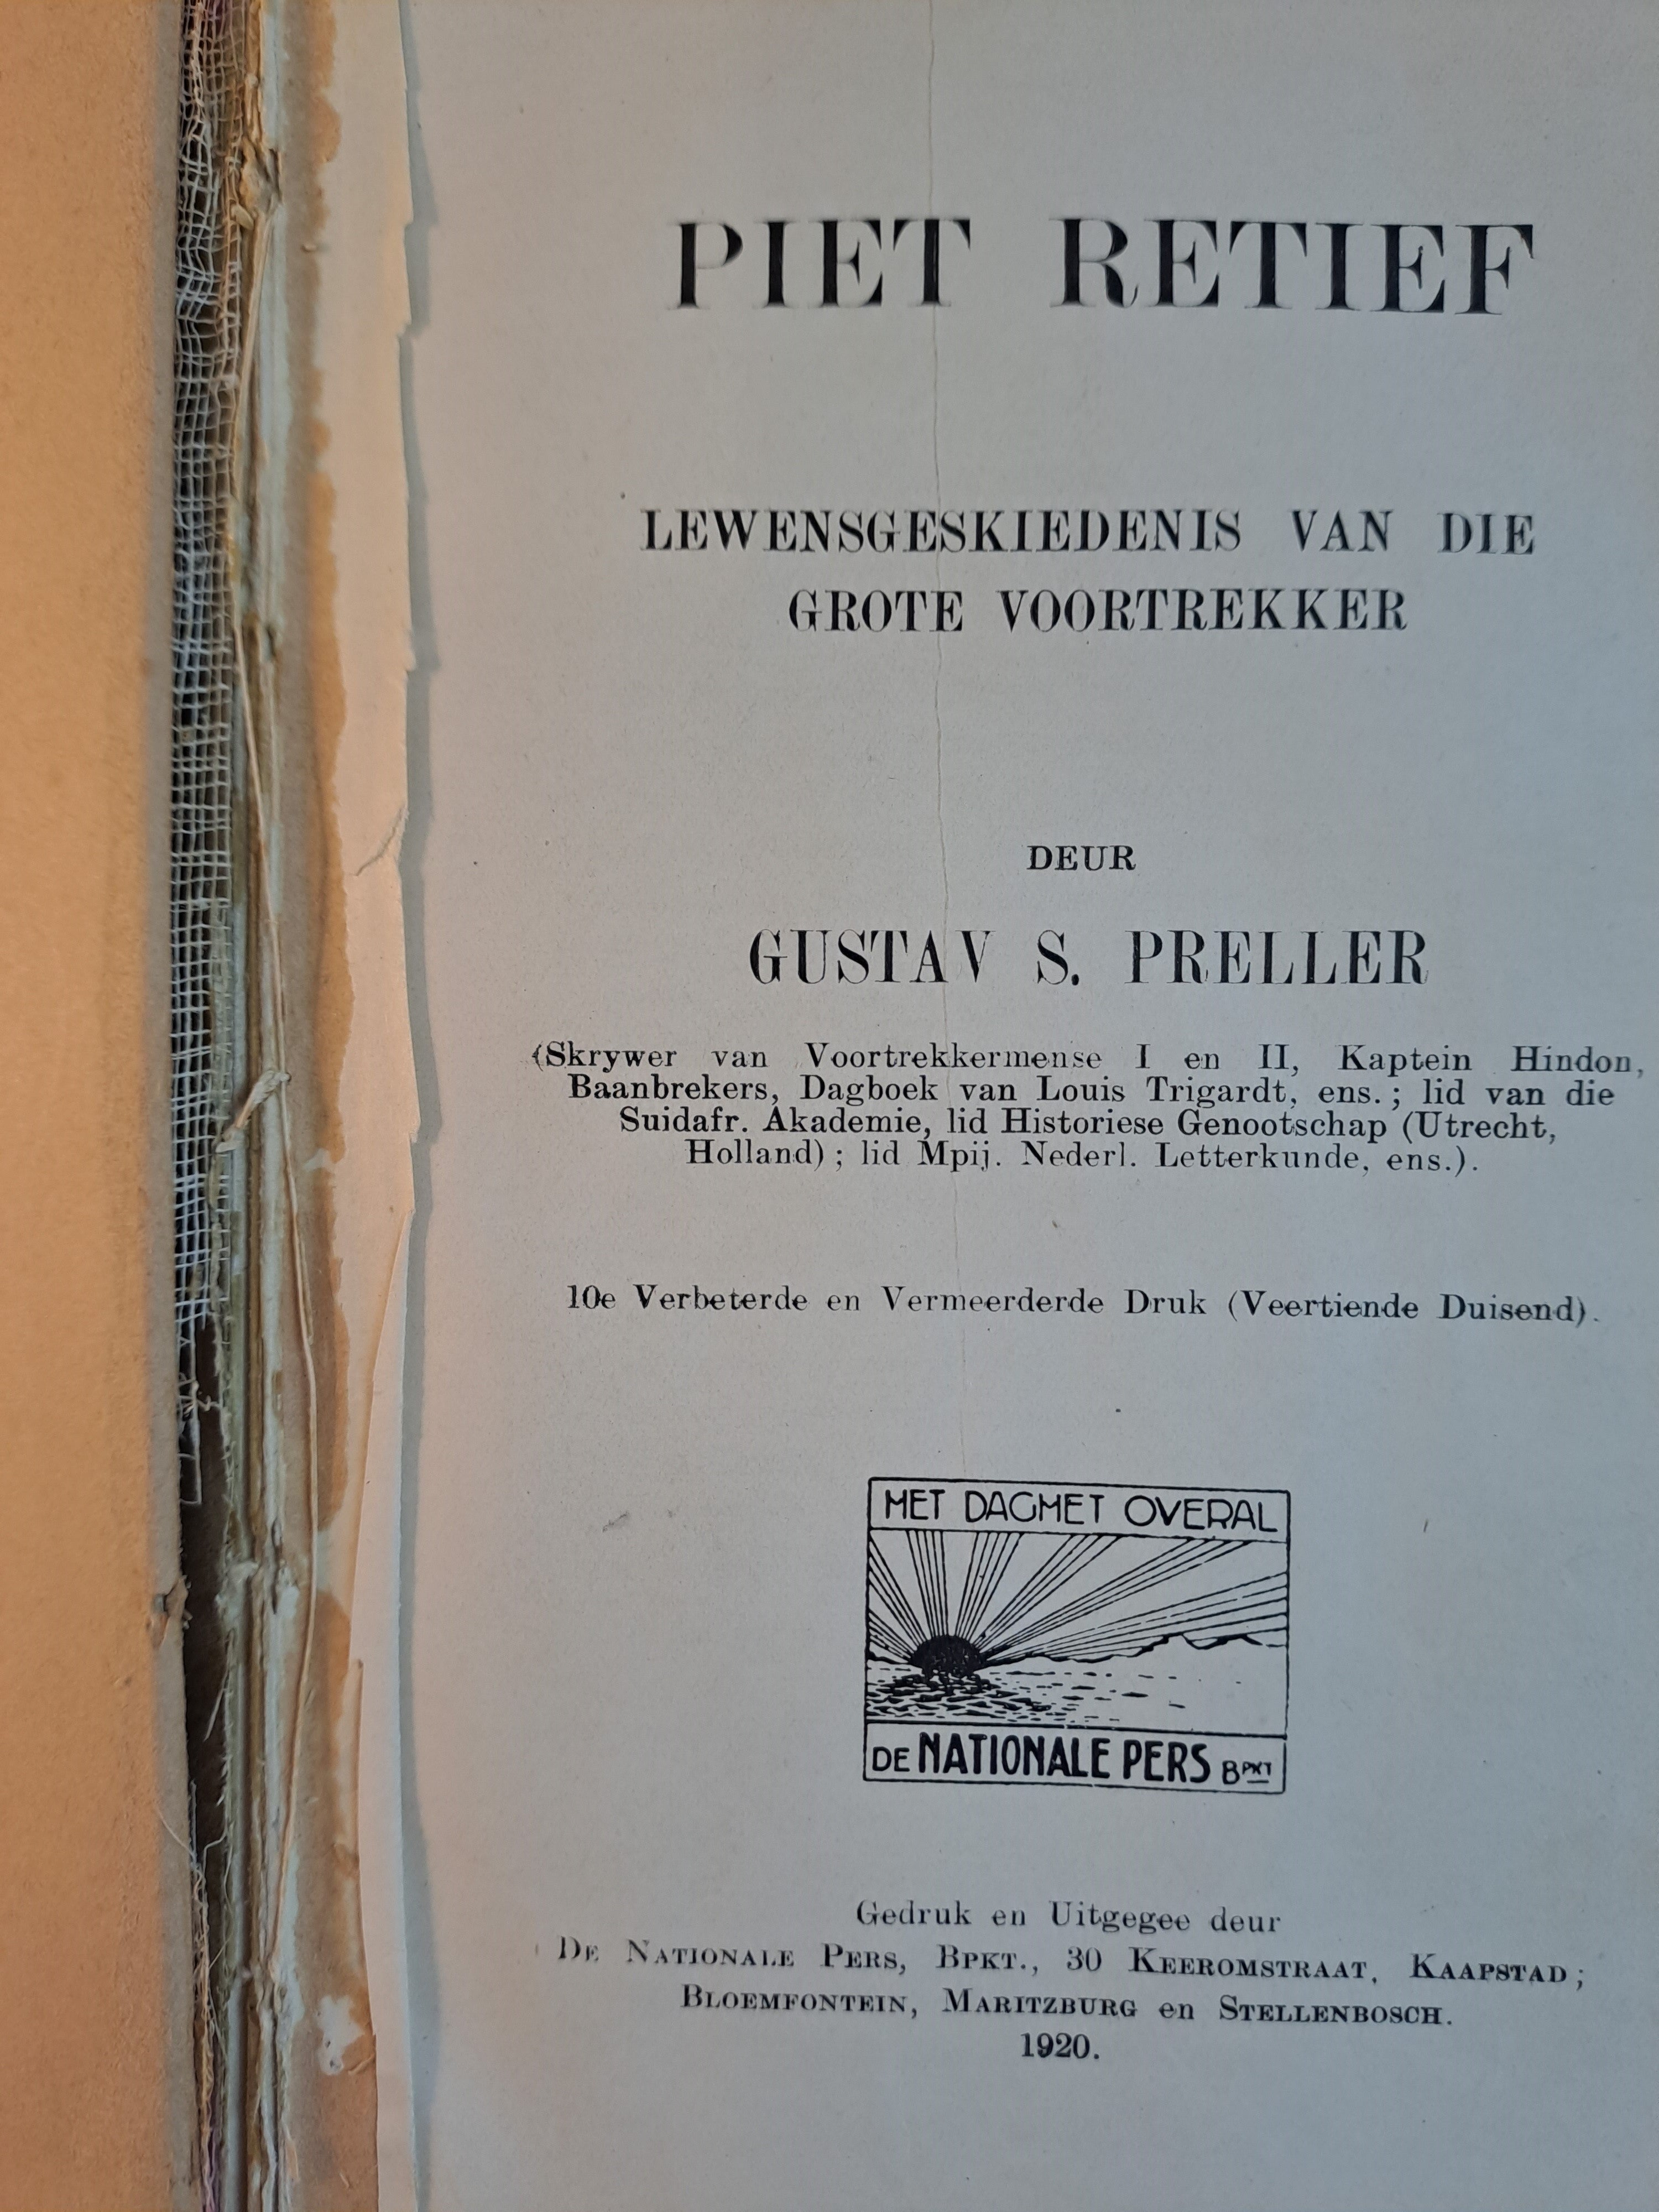 PIET RETIEF
LEWENSGESKIEDENIS VAN DIE
GROTE VOORTREKKER
DEUR
GUSTAV S. PRELLER
(Skrywer van Voortrekkermense I en II, Kaptein Hindon,
Baanbrekers, Dagboek van Louis Trigardt, ens.; lid van die
Suidafr. Akademie, lid Historiese Genootschap (Utrecht,
Holland); lid Mpij. Nederl. Letterkunde, ens.).
10e Verbeterde en Vermeerderde Druk (Veertiende Duisend).
MET DAGHET OVERAL
DE NATIONALE PERS BPKT
Gedruk en Uitgegee deur
DE NATIONALE PERS, BPKT., 30 KEEROMSTRAAT, KAAPSTAD;
BLOEMFONTEIN, MARITZBURG en STELLENBOSCH.
1920.